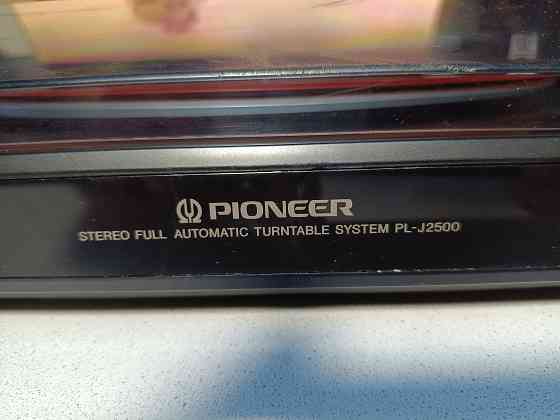 PIONEER
STEREO FULL AUTOMATIC TURNTABLE SYSTEM PL-J2500